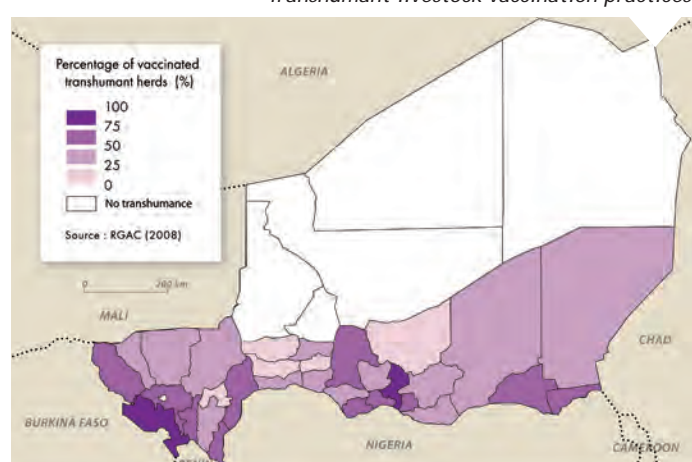 Transhumant livestock vaccination practices
Percentage of vaccinated
transhumant herds (%)
100
75
50
25
0
No transhumance
Source : RGAC (2008)
0 200 km
ALGERIA
MALI
CHAD
BURKINA FASO
NIGERIA
CAMEROON